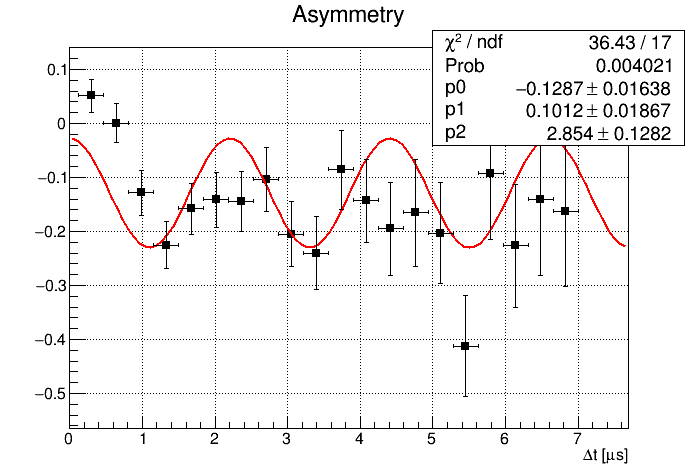 Asymmetry
χ² / ndf 36.43 / 17
Prob 0.004021
p0 −0.1287 ± 0.01638
p1 0.1012 ± 0.01867
p2 2.854 ± 0.1282
0.1
0
−0.1
−0.2
−0.3
−0.4
−0.5
0 1 2 3 4 5 6 7
Δt [μs]